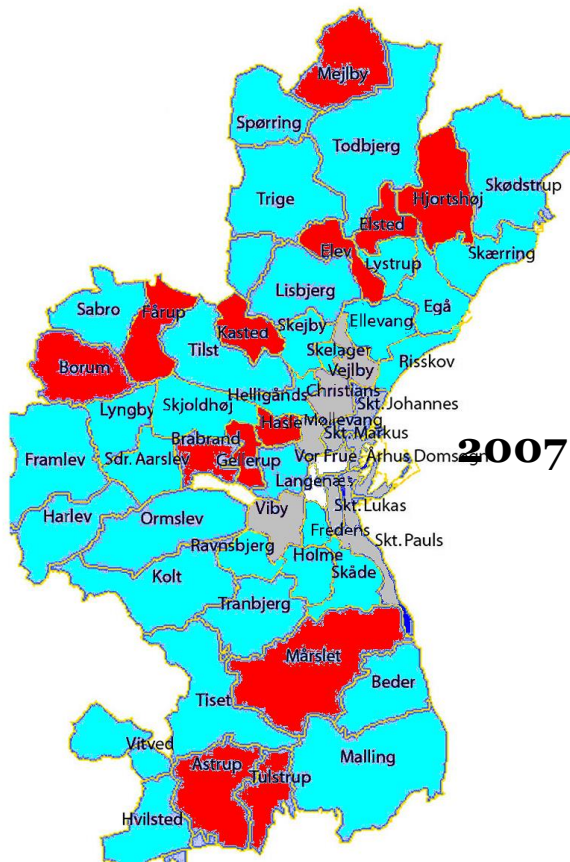 Mejlby
Spørring
Todbjerg
Trige
Hjortshøj
Skødstrup
Elsted
Elev
Lystrup
Skærring
Lisbjerg
Egå
Sabro
Fårup
Kasted
Skejby
Ellevang
Tilst
Skelager
Risskov
Borum
Vejlby
Helligånds
Christians
Lyngby
Skjoldhøj
Skt. Johannes
Hasle
Møllevang
Brabrand
Skt. Markus
2007
Framlev
Sdr. Aarslev
Gellerup
Vor Frue
Århus Domsogn
Langenæs
Harlev
Ormslev
Viby
Skt. Lukas
Fredens
Skt. Pauls
Ravnsbjerg
Holme
Kolt
Skåde
Tranbjerg
Mårslet
Beder
Tiset
Vitved
Astrup
Malling
Tulstrup
Hvilsted